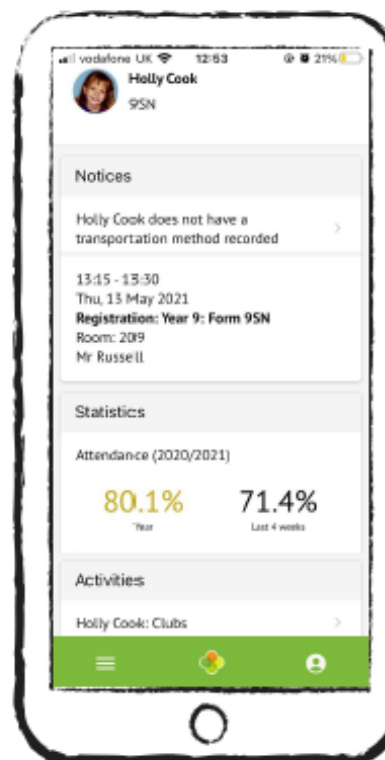 vodafone UK 12:53 21%
Holly Cook
9SN
Notices
Holly Cook does not have a
transportation method recorded
13:15 - 13:30
Thu, 13 May 2021
Registration: Year 9: Form 9SN
Room: 209
Mr Russell
Statistics
Attendance (2020/2021)
80.1% 71.4%
Year Last 4 weeks
Activities
Holly Cook: Clubs